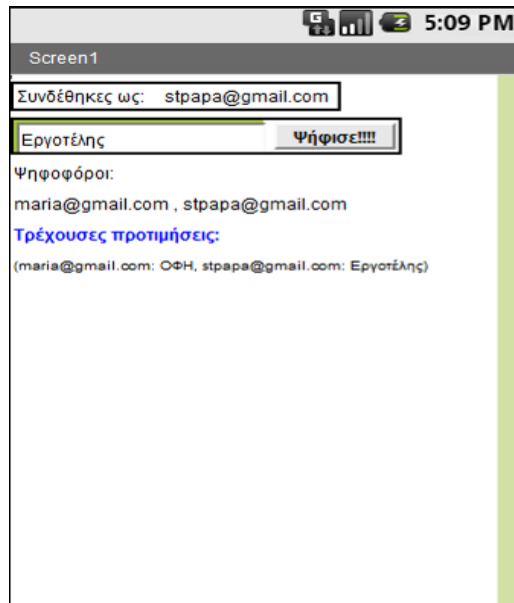 5:09 PM
Screen1
Συνδέθηκες ως: stpapa@gmail.com
Εργοτέλης Ψήφισε!!!!
Ψηφοφόροι:
maria@gmail.com , stpapa@gmail.com
Τρέχουσες προτιμήσεις:
(maria@gmail.com: ΟΦΗ, stpapa@gmail.com: Εργοτέλης)